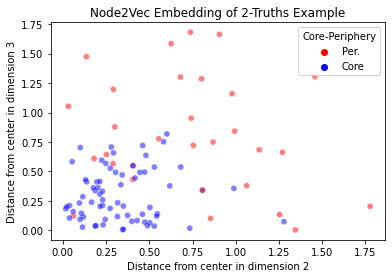 Node2Vec Embedding of 2-Truths Example
Core-Periphery
Per.
Core
Distance from center in dimension 3
1.75
1.50
1.25
1.00
0.75
0.50
0.25
0.00
0.00 0.25 0.50 0.75 1.00 1.25 1.50 1.75
Distance from center in dimension 2